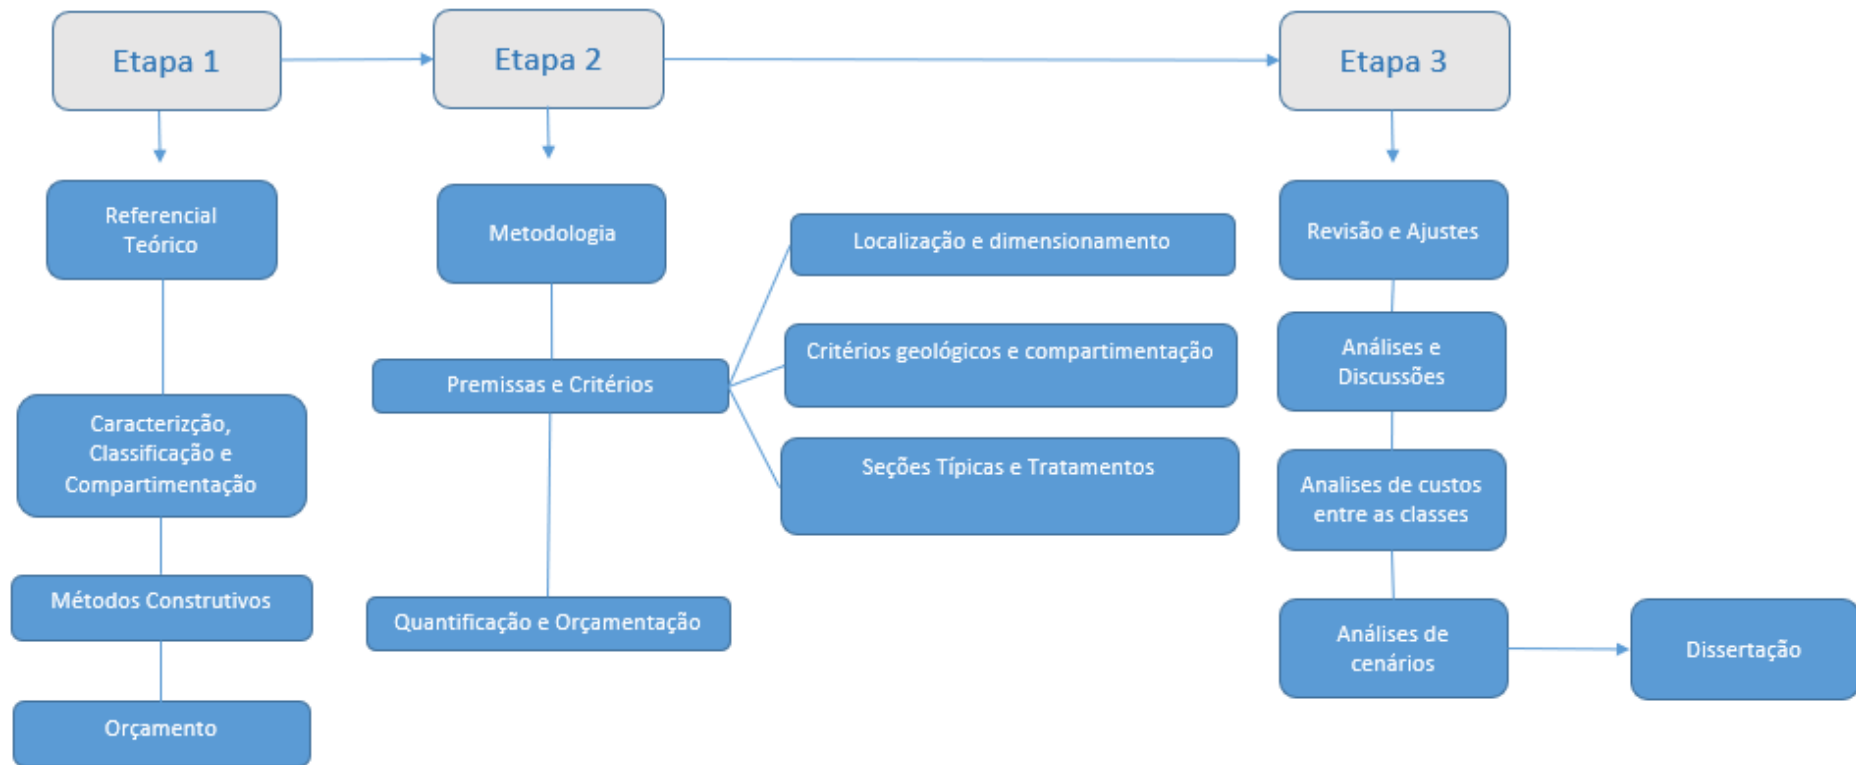 Etapa 1
Etapa 2
Etapa 3
Referencial
Teórico
Caracterizção,
Classificação e
Compartimentação
Métodos Construtivos
Orçamento
Metodologia
Premissas e Critérios
Localização e dimensionamento
Critérios geológicos e compartimentação
Seções Típicas e Tratamentos
Quantificação e Orçamentação
Revisão e Ajustes
Análises e
Discussões
Analises de custos
entre as classes
Análises de
cenários
Dissertação